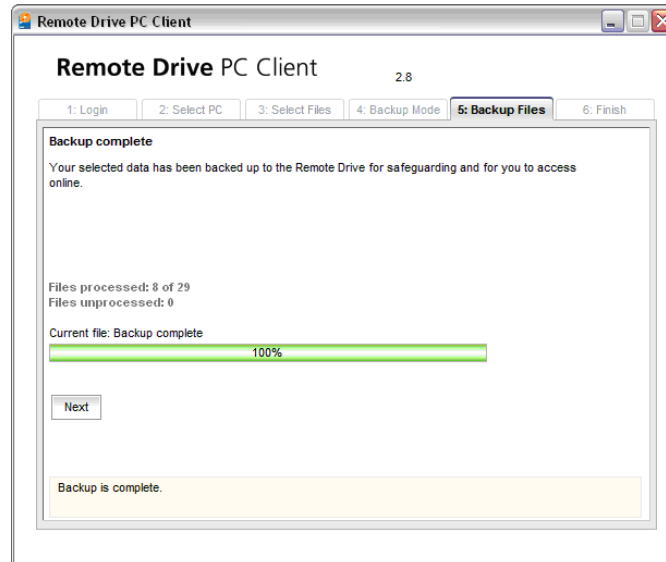 Remote Drive PC Client
Remote Drive PC Client
2.8
1: Login 2: Select PC 3: Select Files 4: Backup Mode 5: Backup Files 6: Finish
Backup complete
Your selected data has been backed up to the Remote Drive for safeguarding and for you to access
online.
Files processed: 8 of 29
Files unprocessed: 0
Current file: Backup complete
100%
Next
Backup is complete.